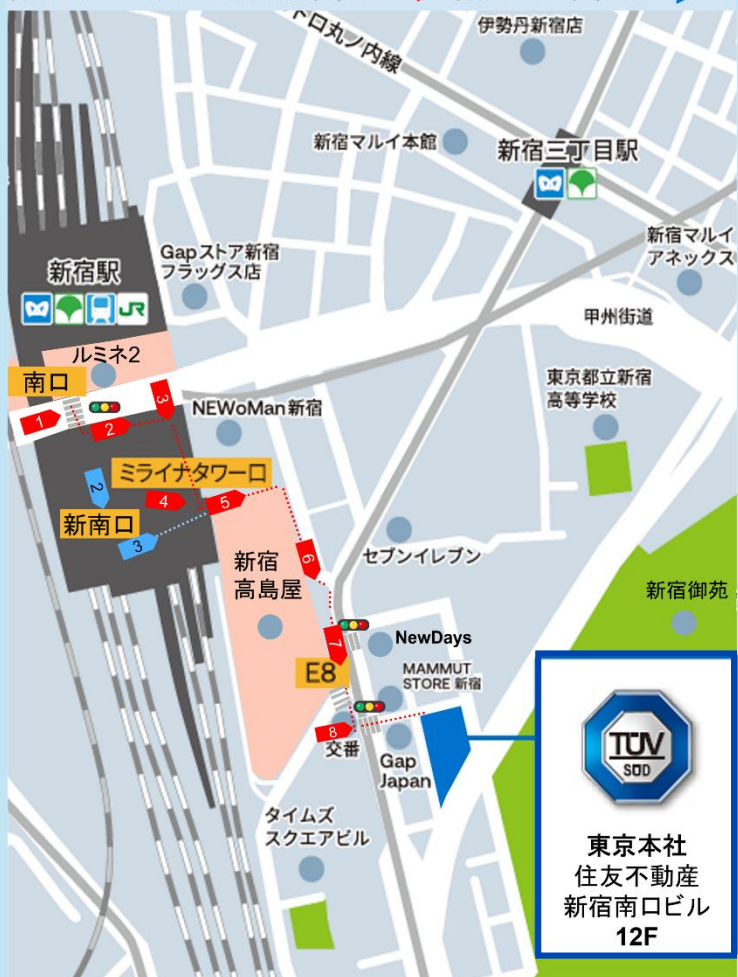 トロ丸ノ内線
伊勢丹新宿店
新宿マルイ本館
新宿三丁目駅
新宿マルイ
アネックス
Gapストア新宿
フラッグス店
新宿駅
JR
甲州街道
ルミネ2
南口
1
2
3
NEWoMan新宿
東京都立新宿
高等学校
ミライナタワー口
2
4
5
新南口
3
6
セブンイレブン
新宿
高島屋
新宿御苑
7
NewDays
E8
MAMMUT
STORE 新宿
8
交番
Gap
Japan
タイムズ
スクエアビル
TÜV
SÜD
東京本社
住友不動産
新宿南口ビル
12F